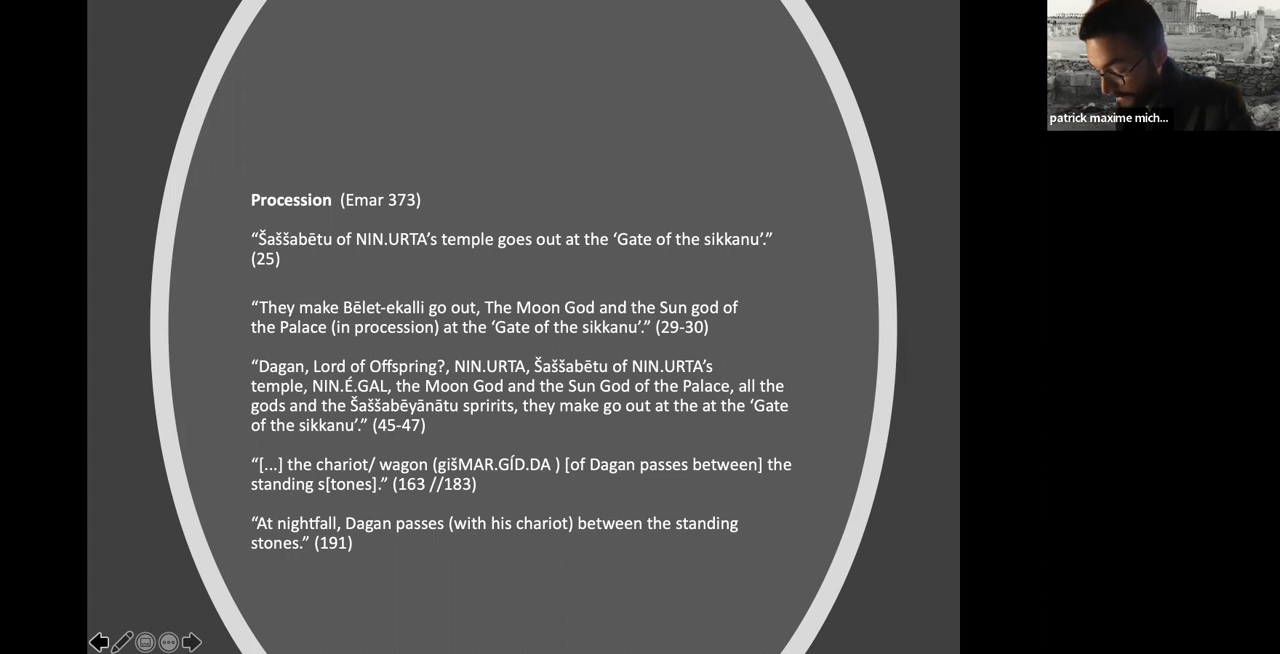 Procession (Emar 373)
“Šaššabētu of NIN.URTA’s temple goes out at the ‘Gate of the sikkanu’.”
(25)
“They make Bēlet-ekalli go out, The Moon God and the Sun god of
the Palace (in procession) at the ‘Gate of the sikkanu’.” (29-30)
“Dagan, Lord of Offspring?, NIN.URTA, Šaššabētu of NIN.URTA’s
temple, NIN.É.GAL, the Moon God and the Sun God of the Palace, all the
gods and the Šaššabēyānātu spririts, they make go out at the at the ‘Gate
of the sikkanu’.” (45-47)
“[...] the chariot/ wagon (gišMAR.GÍD.DA ) [of Dagan passes between] the
standing s[tones].” (163 //183)
“At nightfall, Dagan passes (with his chariot) between the standing
stones.” (191)
patrick maxime mich...